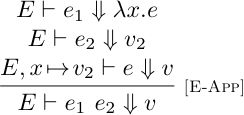 E ⊢ e₁ ⇓ λx.e
E ⊢ e₂ ⇓ v₂
E, x↦v₂ ⊢ e ⇓ v
E ⊢ e₁ e₂ ⇓ v [E-App]